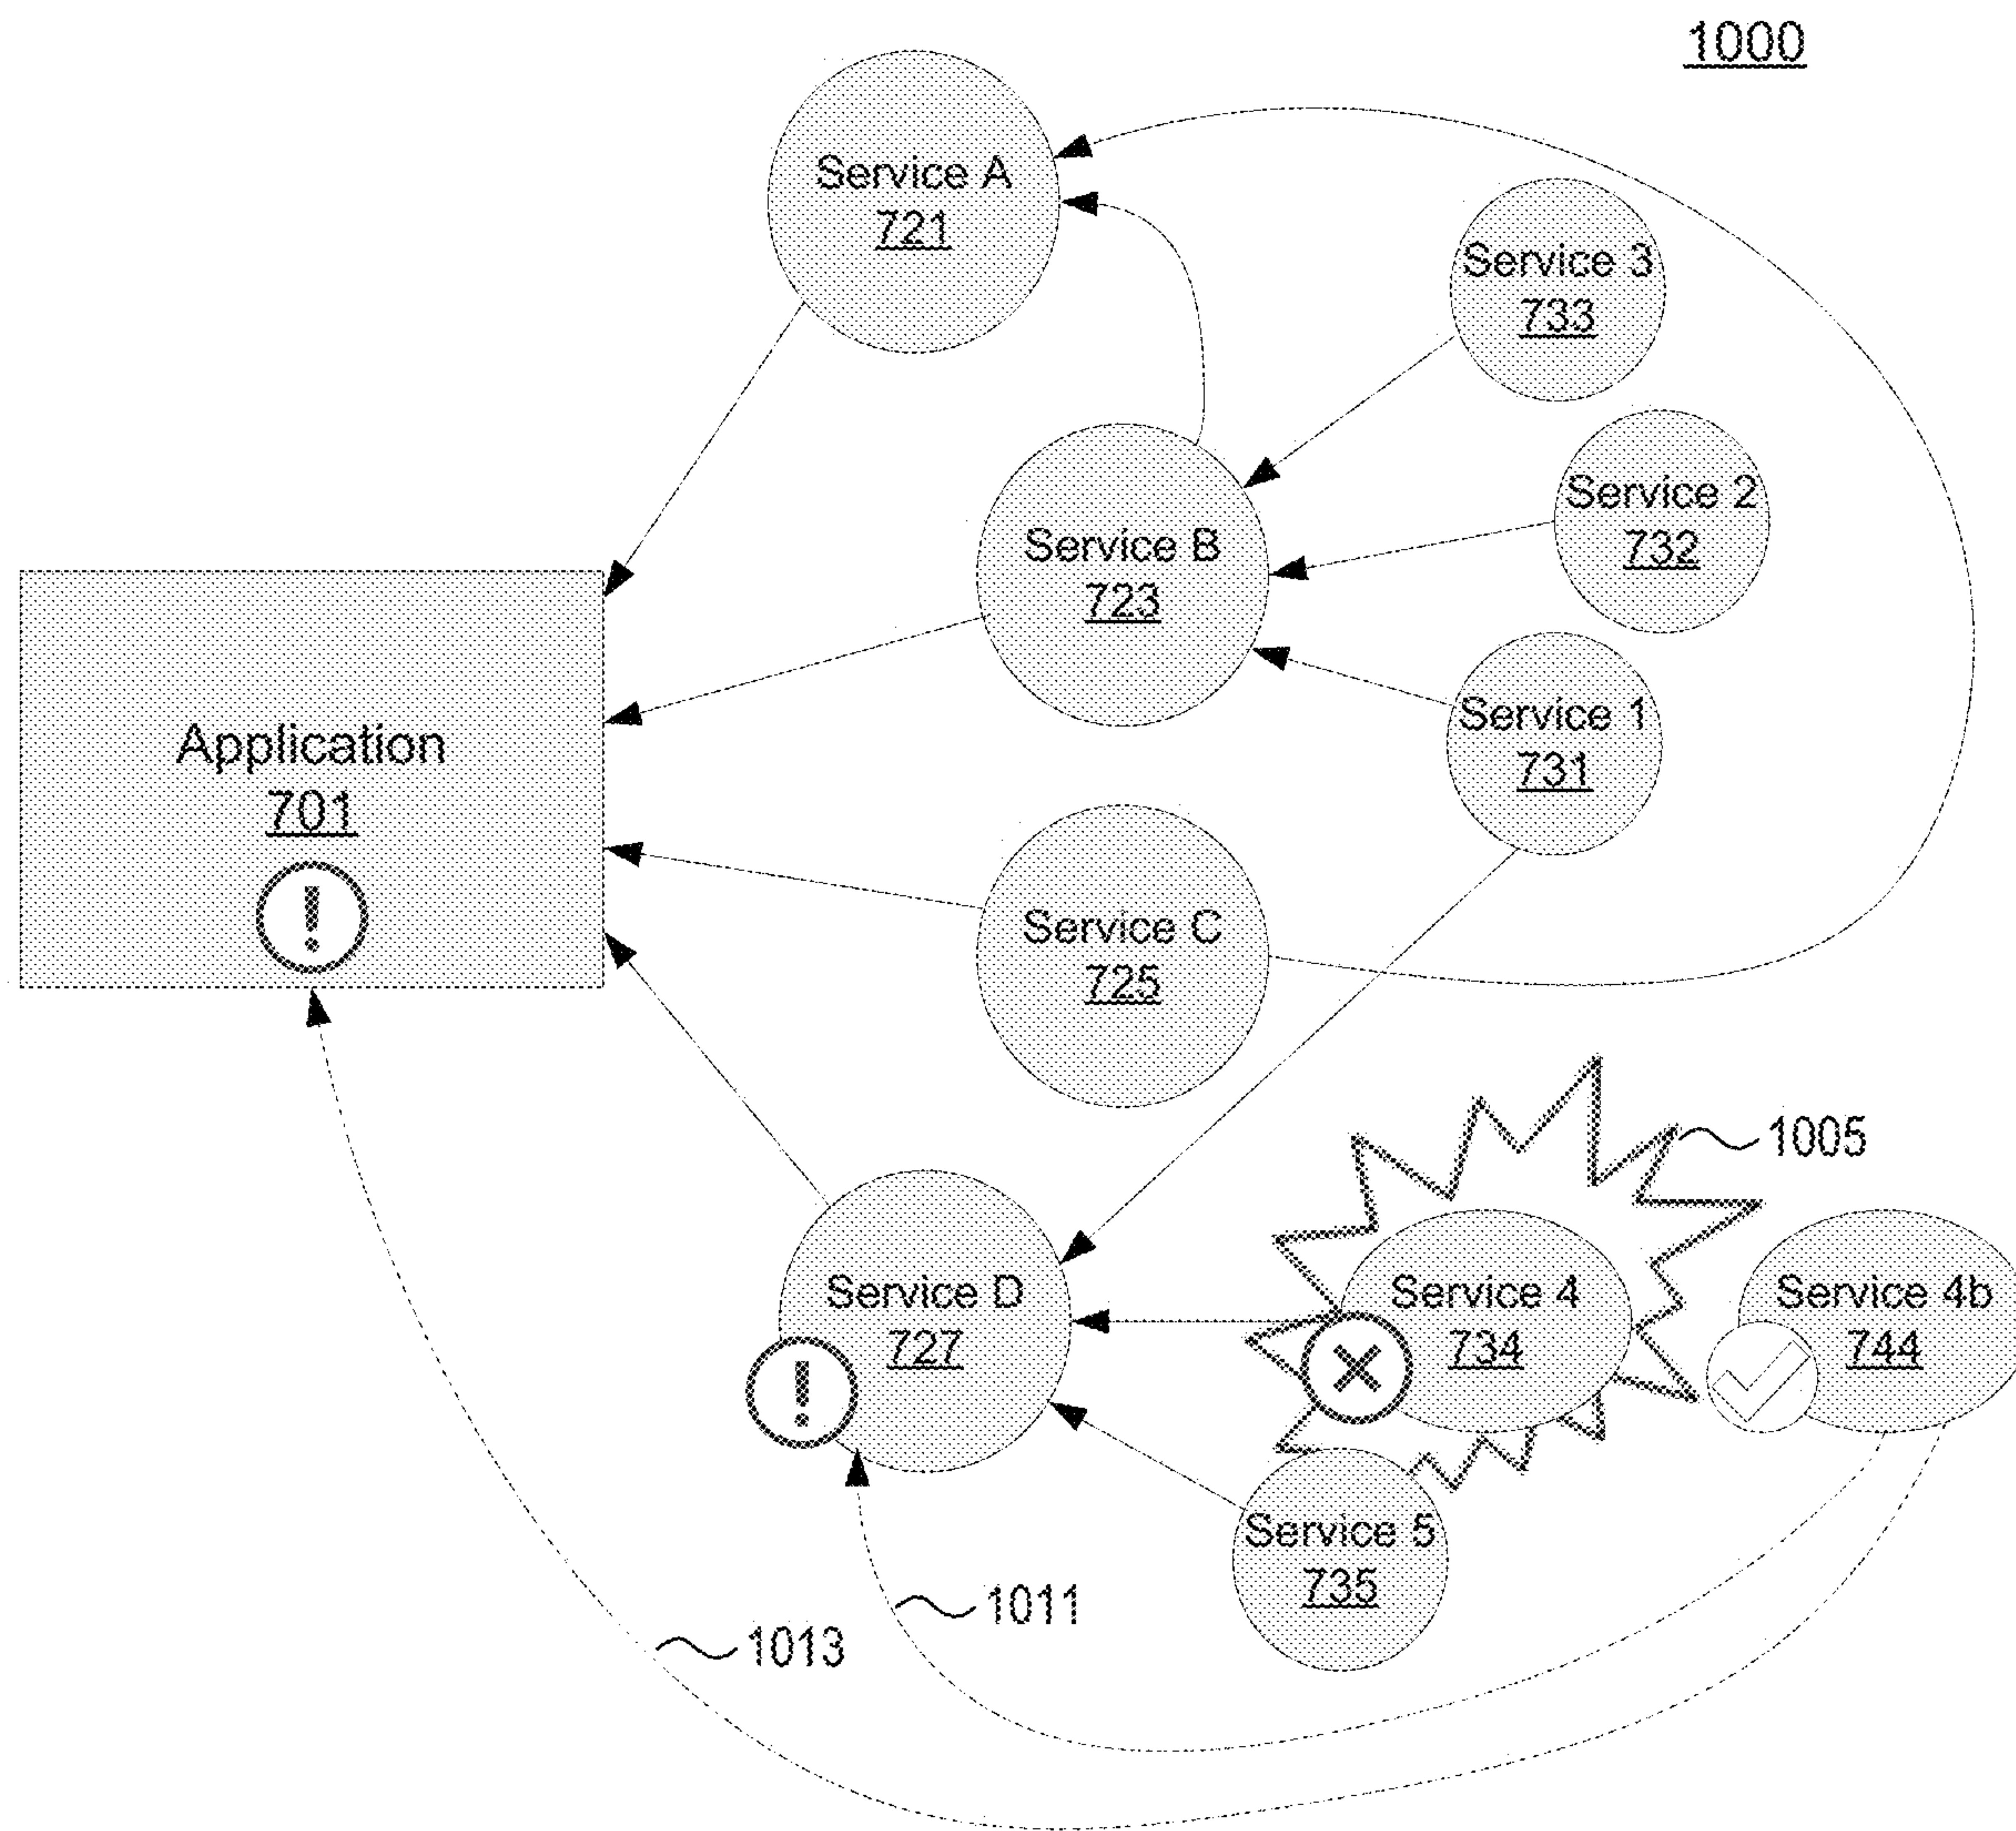 1000
Service A
721
Service 3
733
Service 2
732
Service B
723
Service 1
731
Application
701
!
Service C
725
1005
Service D
727
!
Service 4
734
Service 4b
744
Service 5
735
1011
1013